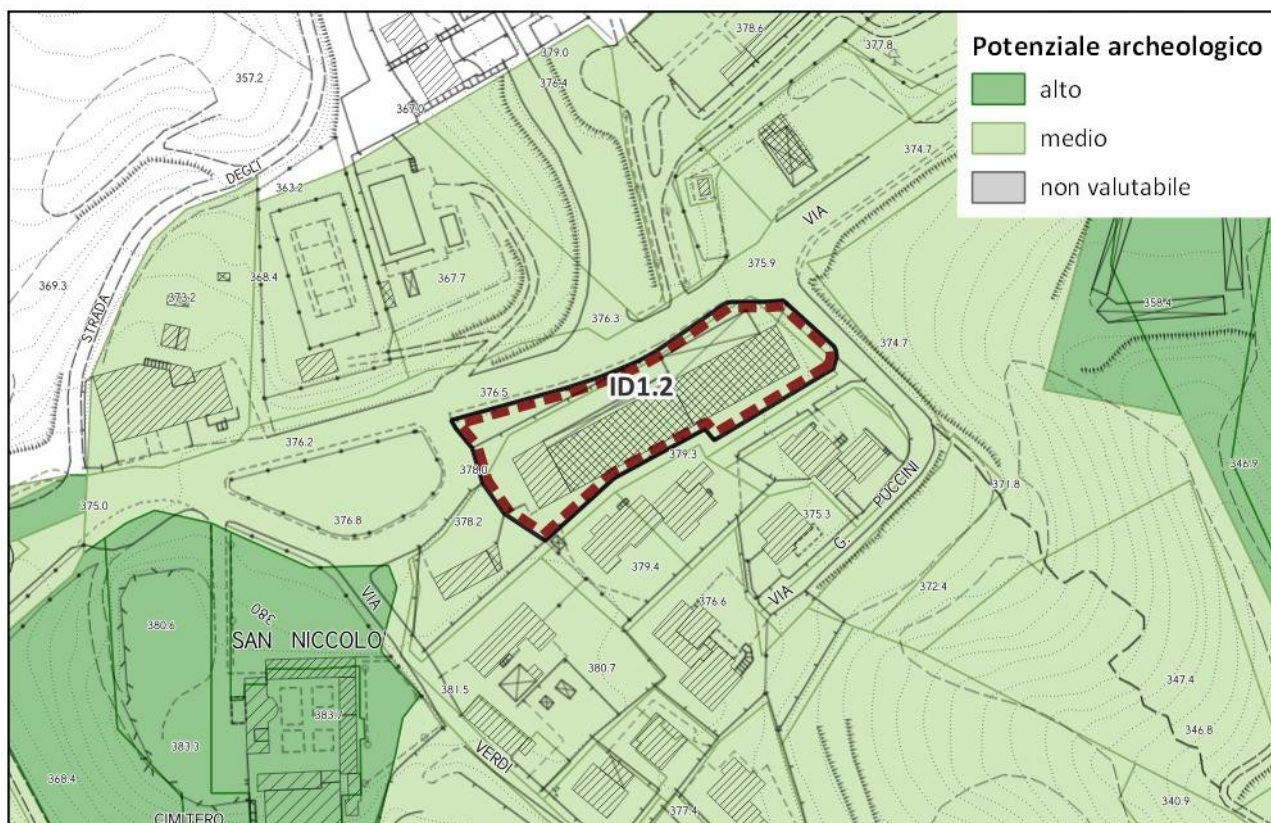 Potenziale archeologico
alto
medio
non valutabile
378.6
377.8
379.0
376.4
357.2
367.0
374.7
DEGLI
363.2
VIA
375.9
369.3
STRADA
373.2
368.4
367.7
376.3
358.4
374.7
376.5
ID1.2
376.2
378.0
379.3
346.9
375.0
376.8
378.2
375.3
PUCCINI
371.8
G.
379.4
372.4
VIA
376.6
VIA
380
380.6
SAN NICCOLO'
380.7
381.5
347.4
383.7
346.8
383.3
VERDI
368.4
340.9
377.4
CIMITERO